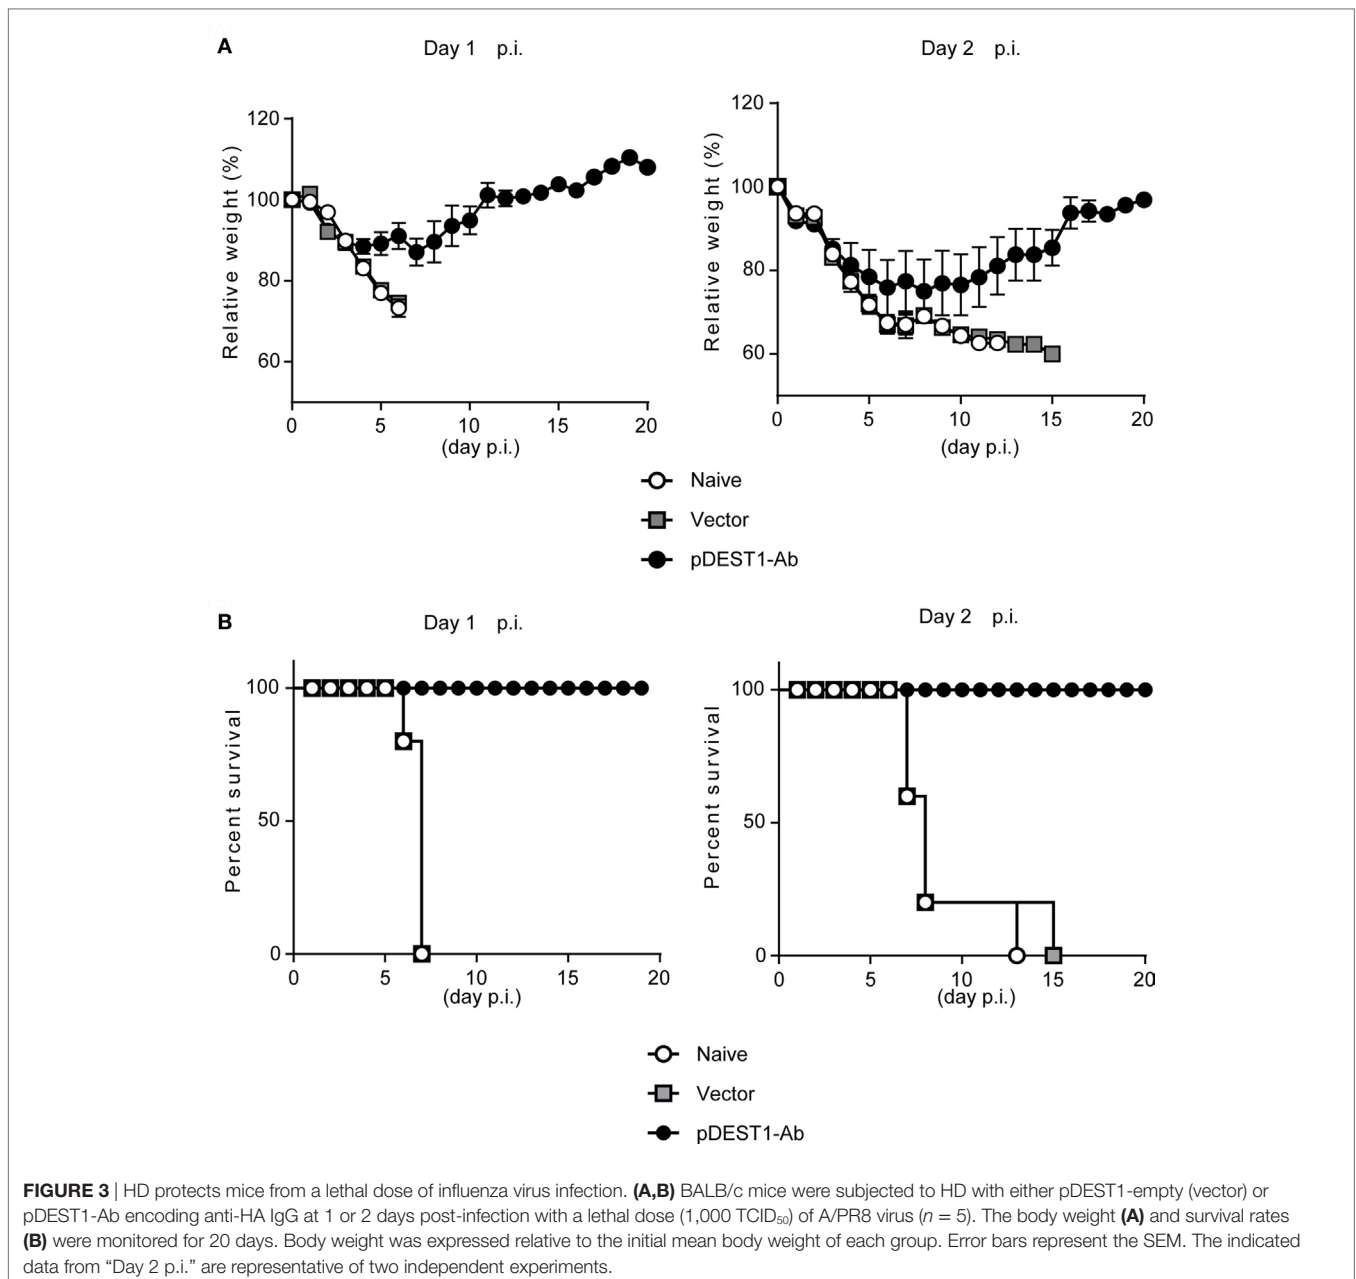 A
Day 1 p.i.
Day 2 p.i.
Relative weight (%)
120
100
80
60
0 5 10 15 20
(day p.i.)
Relative weight (%)
120
100
80
60
0 5 10 15 20
(day p.i.)
Naive
Vector
pDEST1-Ab
B
Day 1 p.i.
Day 2 p.i.
Percent survival
100
50
0
0 5 10 15 20
(day p.i.)
Percent survival
100
50
0
0 5 10 15 20
(day p.i.)
Naive
Vector
pDEST1-Ab
FIGURE 3 | HD protects mice from a lethal dose of influenza virus infection. (A,B) BALB/c mice were subjected to HD with either pDEST1-empty (vector) or
pDEST1-Ab encoding anti-HA IgG at 1 or 2 days post-infection with a lethal dose (1,000 TCID₅₀) of A/PR8 virus (n = 5). The body weight (A) and survival rates
(B) were monitored for 20 days. Body weight was expressed relative to the initial mean body weight of each group. Error bars represent the SEM. The indicated
data from “Day 2 p.i.” are representative of two independent experiments.